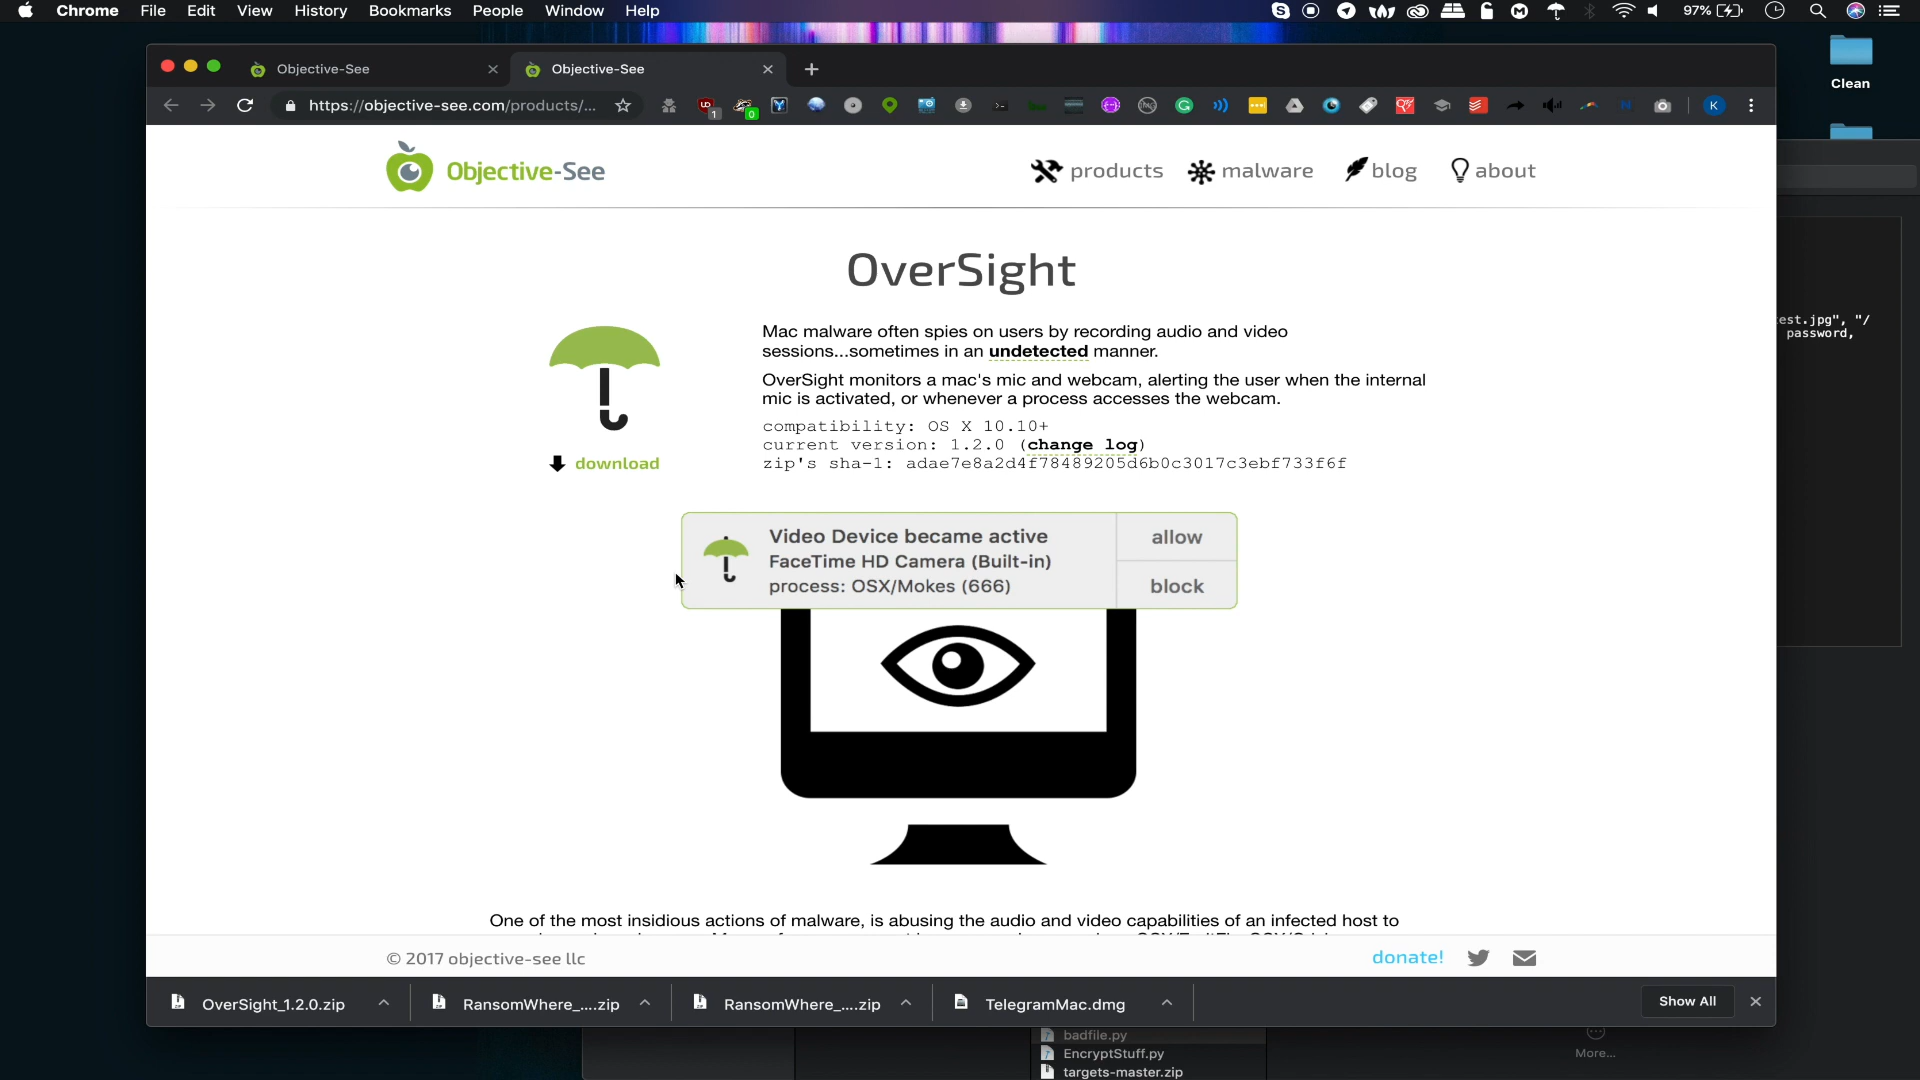 Chrome File Edit View History Bookmarks People Window Help 97%
Clean
Objective-See
Objective-See
https://objective-see.com/products/...
1
0
K
Objective-See
products
malware
blog
about
OverSight
Mac malware often spies on users by recording audio and video
sessions...sometimes in an undetected manner.
OverSight monitors a mac's mic and webcam, alerting the user when the internal
mic is activated, or whenever a process accesses the webcam.
compatibility: OS X 10.10+
current version: 1.2.0 (change log)
zip's sha-1: adae7e8a2d4f78489205d6b0c3017c3ebf733f6f
download
Video Device became active
FaceTime HD Camera (Built-in)
process: OSX/Mokes (666)
allow
block
One of the most insidious actions of malware, is abusing the audio and video capabilities of an infected host to
© 2017 objective-see llc
donate!
OverSight_1.2.0.zip
RansomWhere_....zip
RansomWhere_....zip
TelegramMac.dmg
Show All
est.jpg", "/
password,
badfile.py
EncryptStuff.py
targets-master.zip
More...